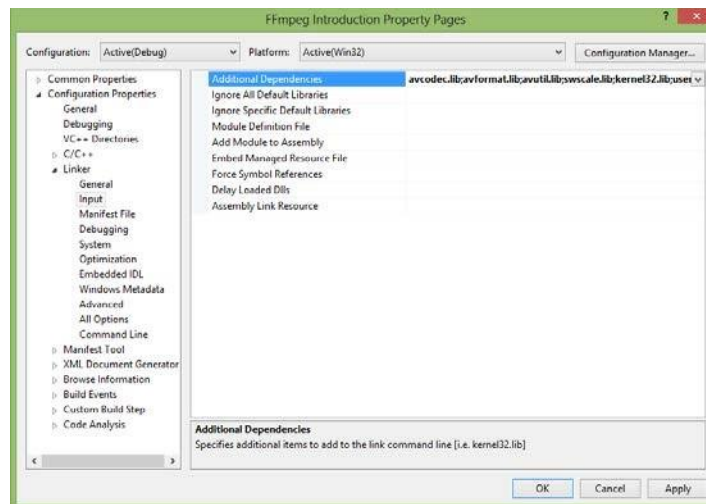 FFmpeg Introduction Property Pages
Configuration: Active(Debug) Platform: Active(Win32) Configuration Manager...
Common Properties
Configuration Properties
General
Debugging
VC++ Directories
C/C++
Linker
General
Input
Manifest File
Debugging
System
Optimization
Embedded IDL
Windows Metadata
Advanced
All Options
Command Line
Manifest Tool
XML Document Generator
Browse Information
Build Events
Custom Build Step
Code Analysis
Additional Dependencies avcodec.lib;avformat.lib;avutil.lib;swscale.lib;kernel32.lib;user
Ignore All Default Libraries
Ignore Specific Default Libraries
Module Definition File
Add Module to Assembly
Embed Managed Resource File
Force Symbol References
Delay Loaded Dlls
Assembly Link Resource
Additional Dependencies
Specifies additional items to add to the link command line [i.e. kernel32.lib]
OK Cancel Apply